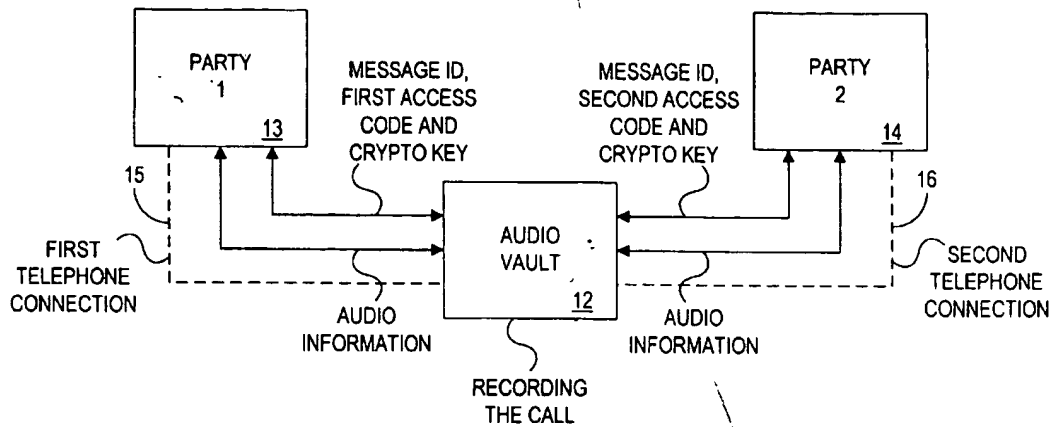 PARTY
1
13
MESSAGE ID,
FIRST ACCESS
CODE AND
CRYPTO KEY
MESSAGE ID,
SECOND ACCESS
CODE AND
CRYPTO KEY
PARTY
2
14
15
16
FIRST
TELEPHONE
CONNECTION
AUDIO
VAULT
12
SECOND
TELEPHONE
CONNECTION
AUDIO
INFORMATION
AUDIO
INFORMATION
RECORDING
THE CALL